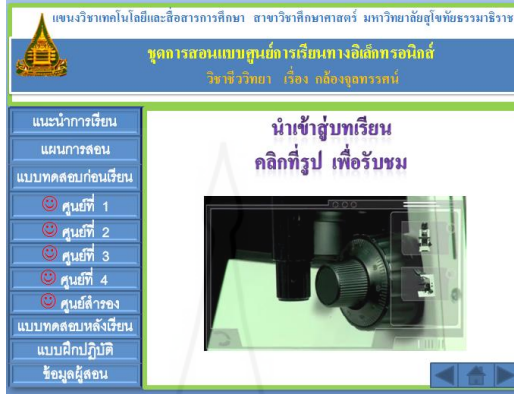 แขนงวิชาเทคโนโลยีและสื่อสารการศึกษา สาขาวิชาศึกษาศาสตร์ มหาวิทยาลัยสุโขทัยธรรมาธิราช
ชุดการสอนแบบศูนย์การเรียนทางอิเล็กทรอนิกส์
วิชาชีววิทยา เรื่อง กล้องจุลทรรศน์
แนะนำการเรียน
แผนการสอน
แบบทดสอบก่อนเรียน
ศูนย์ที่ 1
ศูนย์ที่ 2
ศูนย์ที่ 3
ศูนย์ที่ 4
ศูนย์สำรอง
แบบทดสอบหลังเรียน
แบบฝึกปฏิบัติ
ข้อมูลผู้สอน
นำเข้าสู่บทเรียน
คลิกที่รูป เพื่อรับชม